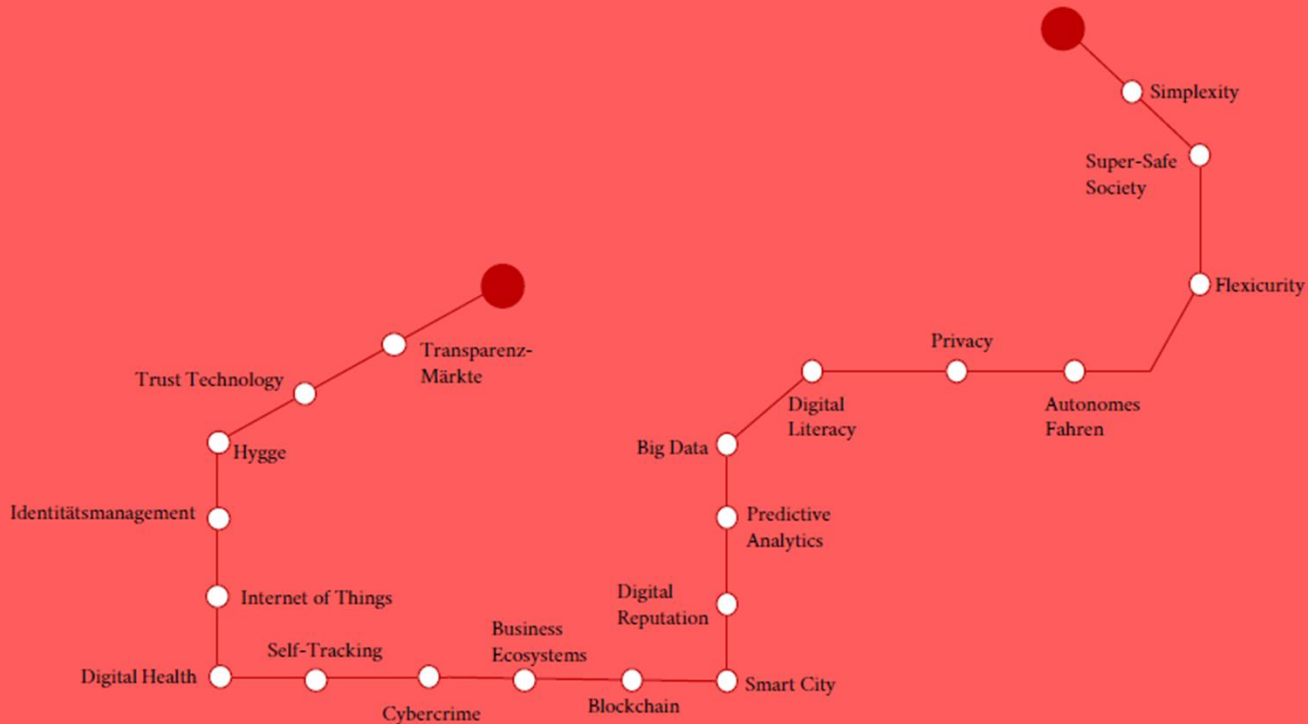 Simplexity
Super-Safe
Society
Flexicurity
Privacy
Autonomes
Fahren
Digital
Literacy
Big Data
Predictive
Analytics
Digital
Reputation
Smart City
Blockchain
Business
Ecosystems
Cybercrime
Self-Tracking
Digital Health
Internet of Things
Identitätsmanagement
Hygge
Trust Technology
Transparenz-
Märkte